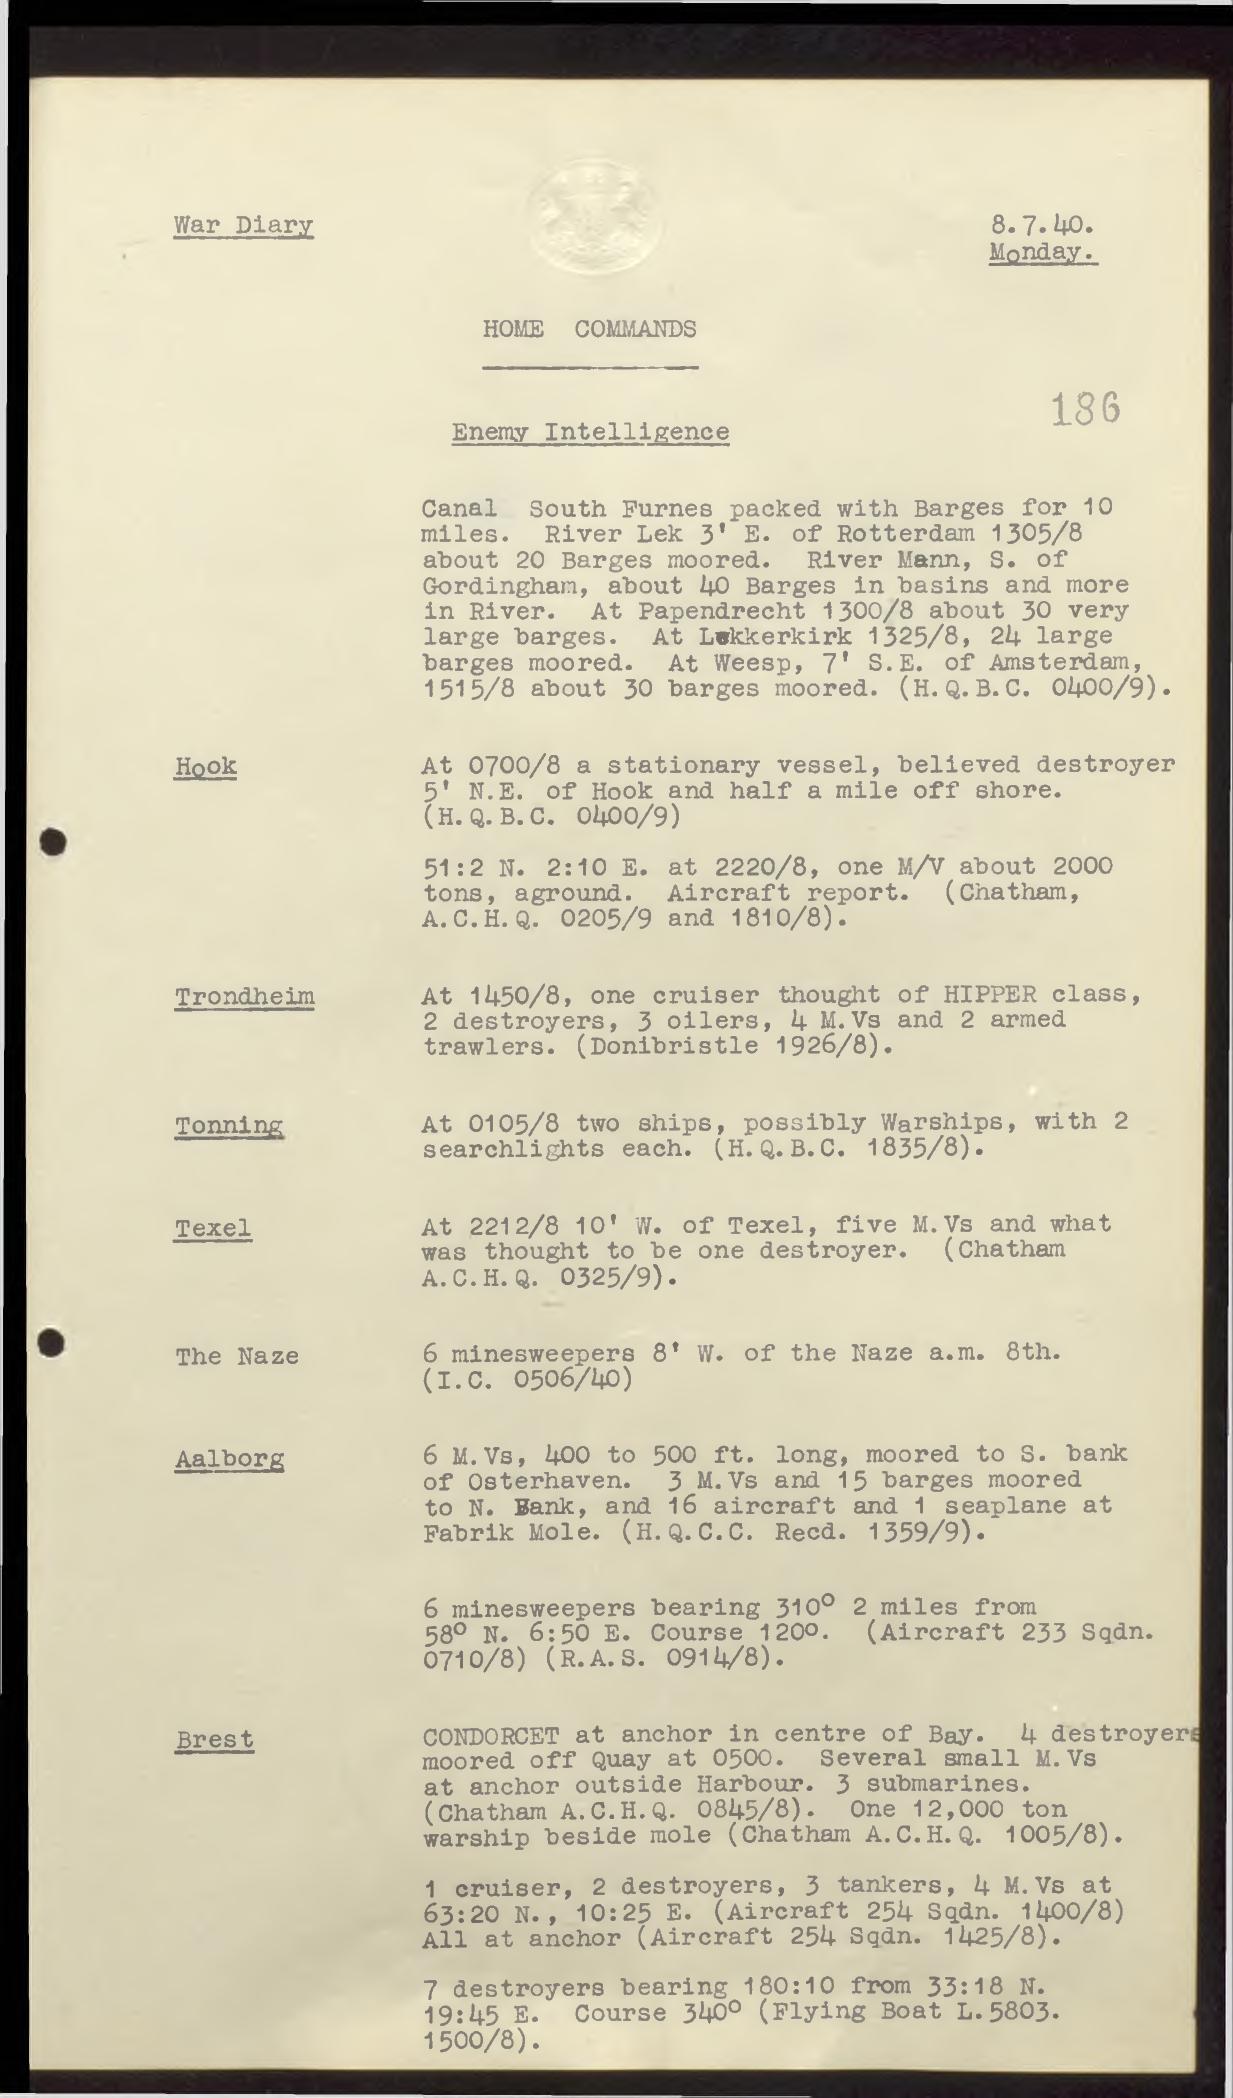 War Diary
8.7.40.
Monday.
HOME COMMANDS
186
Enemy Intelligence
Canal South Furnes packed with Barges for 10
miles. River Lek 3' E. of Rotterdam 1305/8
about 20 Barges moored. River Mann, S. of
Gordingham, about 40 Barges in basins and more
in River. At Papendrecht 1300/8 about 30 very
large barges. At Lekkerkirk 1325/8, 24 large
barges moored. At Weesp, 7' S.E. of Amsterdam,
1515/8 about 30 barges moored. (H.Q.B.C. 0400/9).
Hook
At 0700/8 a stationary vessel, believed destroyer
5' N.E. of Hook and half a mile off shore.
(H.Q.B.C. 0400/9)
51:2 N. 2:10 E. at 2220/8, one M/V about 2000
tons, aground. Aircraft report. (Chatham,
A.C.H.Q. 0205/9 and 1810/8).
Trondheim
At 1450/8, one cruiser thought of HIPPER class,
2 destroyers, 3 oilers, 4 M.Vs and 2 armed
trawlers. (Donibristle 1926/8).
Tonning
At 0105/8 two ships, possibly Warships, with 2
searchlights each. (H.Q.B.C. 1835/8).
Texel
At 2212/8 10' W. of Texel, five M.Vs and what
was thought to be one destroyer. (Chatham
A.C.H.Q. 0325/9).
The Naze
6 minesweepers 8' W. of the Naze a.m. 8th.
(I.C. 0506/40)
Aalborg
6 M.Vs, 400 to 500 ft. long, moored to S. bank
of Osterhaven. 3 M.Vs and 15 barges moored
to N. Bank, and 16 aircraft and 1 seaplane at
Fabrik Mole. (H.Q.C.C. Recd. 1359/9).
6 minesweepers bearing 310° 2 miles from
58° N. 6:50 E. Course 120°. (Aircraft 233 Sqdn.
0710/8) (R.A.S. 0914/8).
Brest
CONDORCET at anchor in centre of Bay. 4 destroyers
moored off Quay at 0500. Several small M.Vs
at anchor outside Harbour. 3 submarines.
(Chatham A.C.H.Q. 0845/8). One 12,000 ton
warship beside mole (Chatham A.C.H.Q. 1005/8).
1 cruiser, 2 destroyers, 3 tankers, 4 M.Vs at
63:20 N., 10:25 E. (Aircraft 254 Sqdn. 1400/8)
All at anchor (Aircraft 254 Sqdn. 1425/8).
7 destroyers bearing 180:10 from 33:18 N.
19:45 E. Course 340° (Flying Boat L.5803.
1500/8).